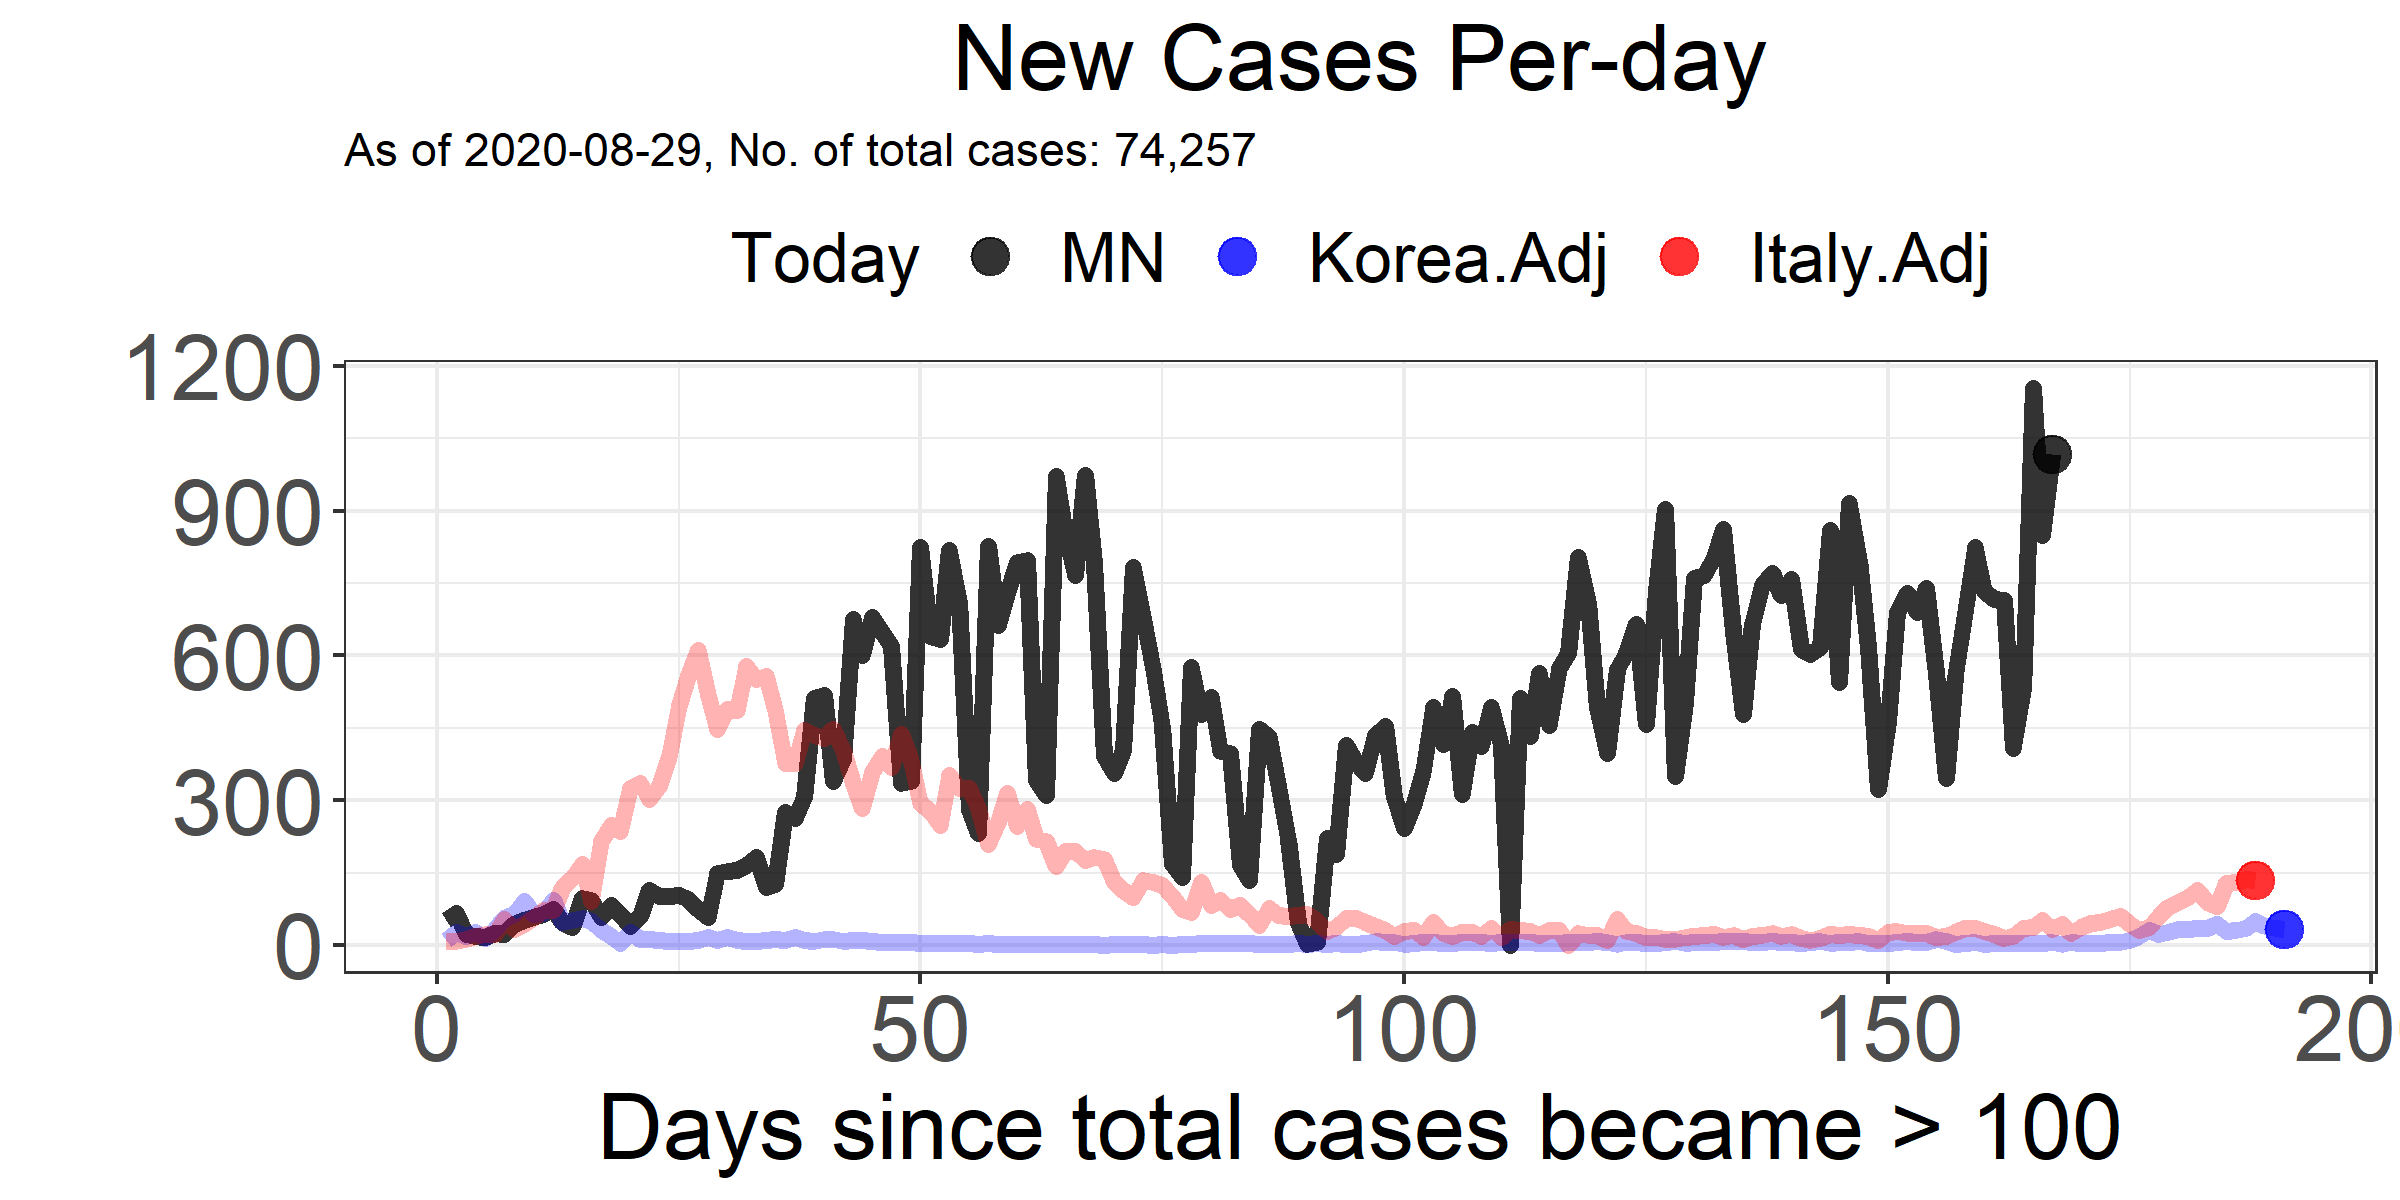 New Cases Per-day
As of 2020-08-29, No. of total cases: 74,257
Today MN Korea.Adj Italy.Adj
1200
900
600
300
0
0 50 100 150 20
Days since total cases became > 100